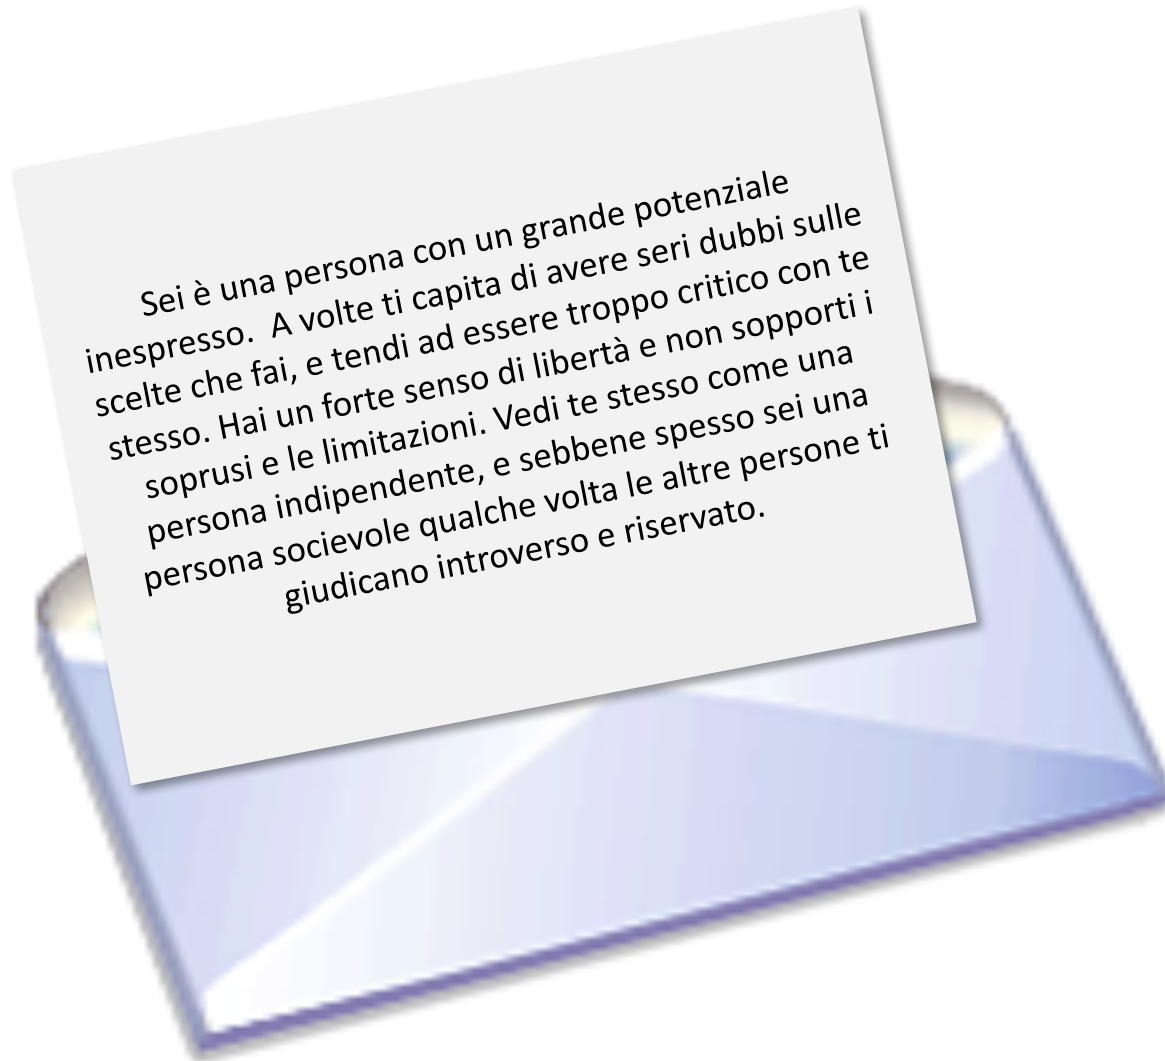 Sei è una persona con un grande potenziale
inespresso.  A volte ti capita di avere seri dubbi sulle
scelte che fai, e tendi ad essere troppo critico con te
stesso. Hai un forte senso di libertà e non sopporti i
soprusi e le limitazioni. Vedi te stesso come una
persona indipendente, e sebbene spesso sei una
persona socievole qualche volta le altre persone ti
giudicano introverso e riservato.